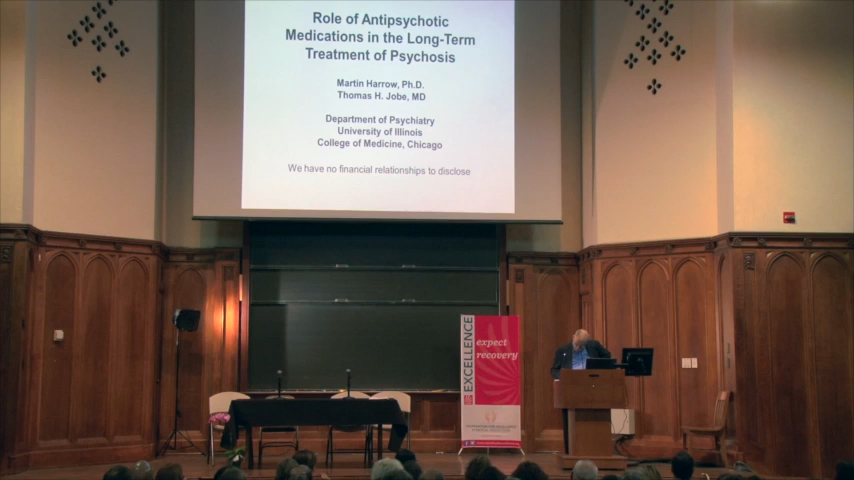 Role of Antipsychotic
Medications in the Long-Term
Treatment of Psychosis
Martin Harrow, Ph.D.
Thomas H. Jobe, MD
Department of Psychiatry
University of Illinois
College of Medicine, Chicago
We have no financial relationships to disclose
EXCELLENCE
expect
recovery